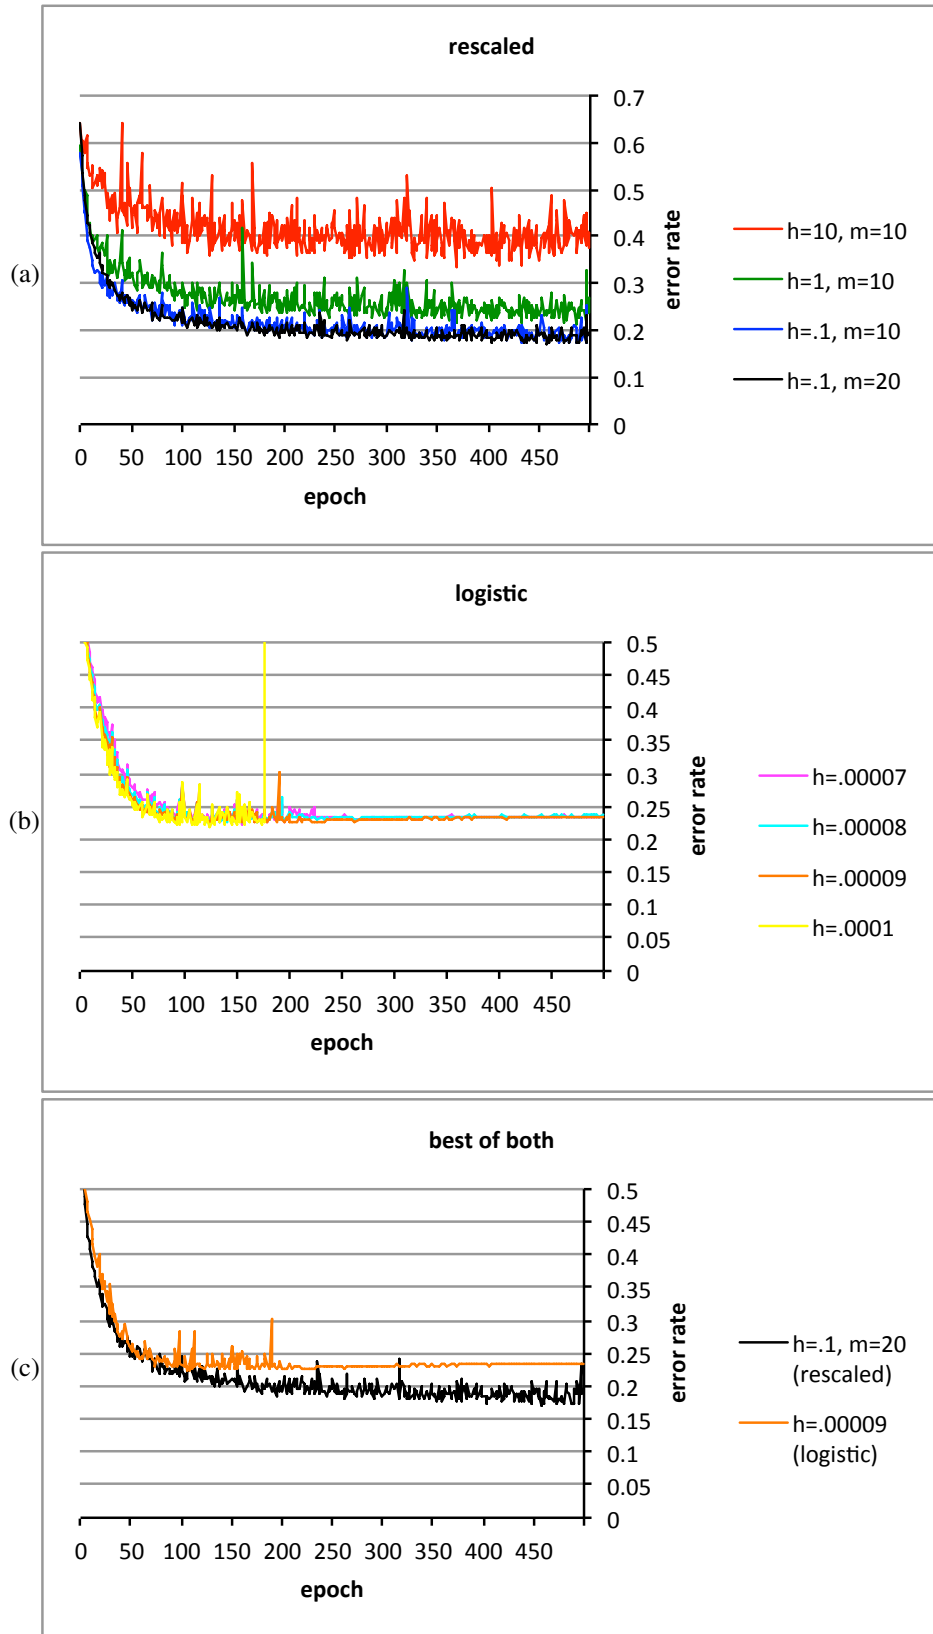 (a)
rescaled
0.7
0.6
0.5
0.4
0.3
0.2
0.1
0
error rate
0 50 100 150 200 250 300 350 400 450
epoch
h=10, m=10
h=1, m=10
h=.1, m=10
h=.1, m=20
(b)
logistic
0.5
0.45
0.4
0.35
0.3
0.25
0.2
0.15
0.1
0.05
0
error rate
0 50 100 150 200 250 300 350 400 450
epoch
h=.00007
h=.00008
h=.00009
h=.0001
(c)
best of both
0.5
0.45
0.4
0.35
0.3
0.25
0.2
0.15
0.1
0.05
0
error rate
0 50 100 150 200 250 300 350 400 450
epoch
h=.1, m=20
(rescaled)
h=.00009
(logistic)